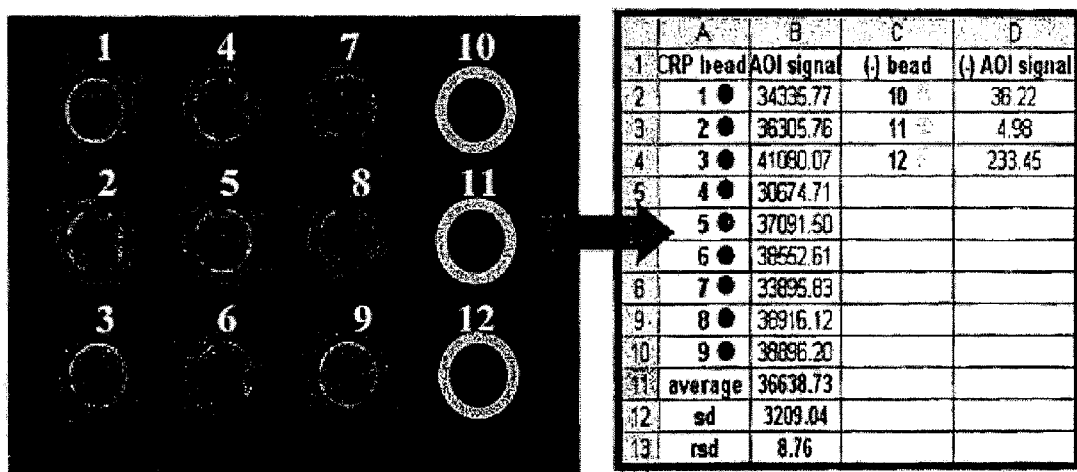 1 4 7 10
2 5 8 11
3 6 9 12
A B C D
1 CRP bead AOI signal (-) bead (-) AOI signal
2 1 34335.77 10 36.22
3 2 36305.76 11 4.98
4 3 41080.07 12 233.45
5 4 30674.71
5 37091.50
6 38552.61
8 7 33895.83
9 8 38916.12
10 9 38896.20
11 average 36638.73
12 sd 3209.04
13 rsd 8.76